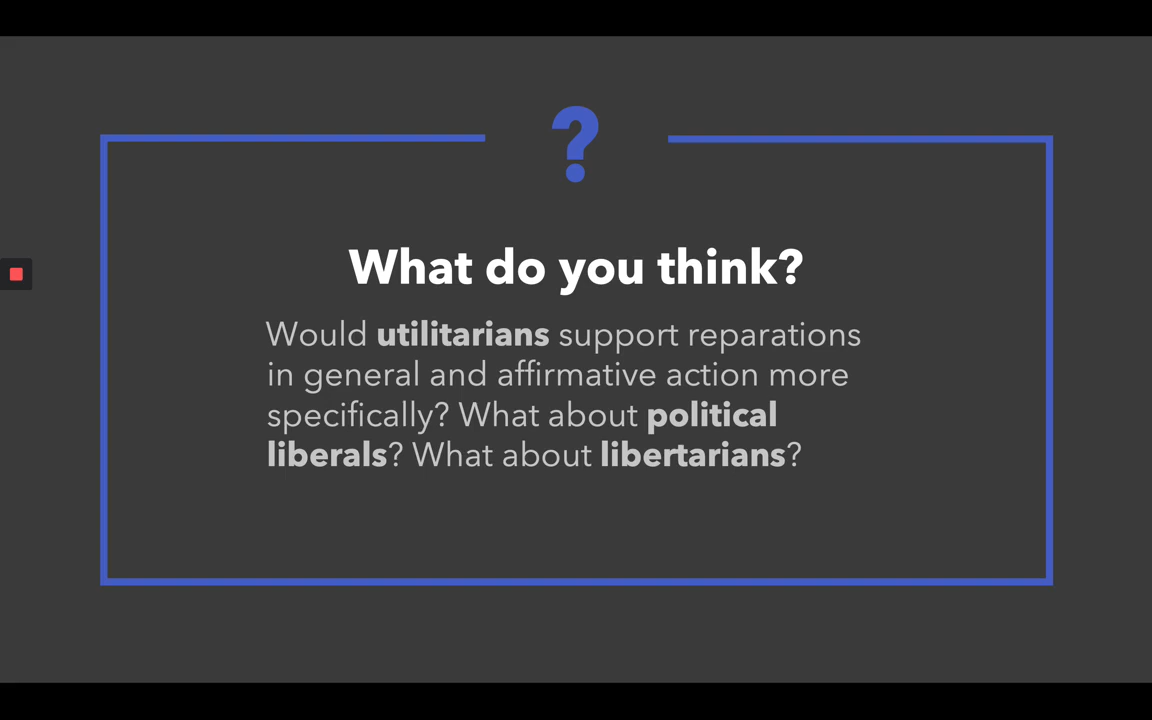 ?
What do you think?
Would utilitarians support reparations
in general and affirmative action more
specifically? What about political
liberals? What about libertarians?